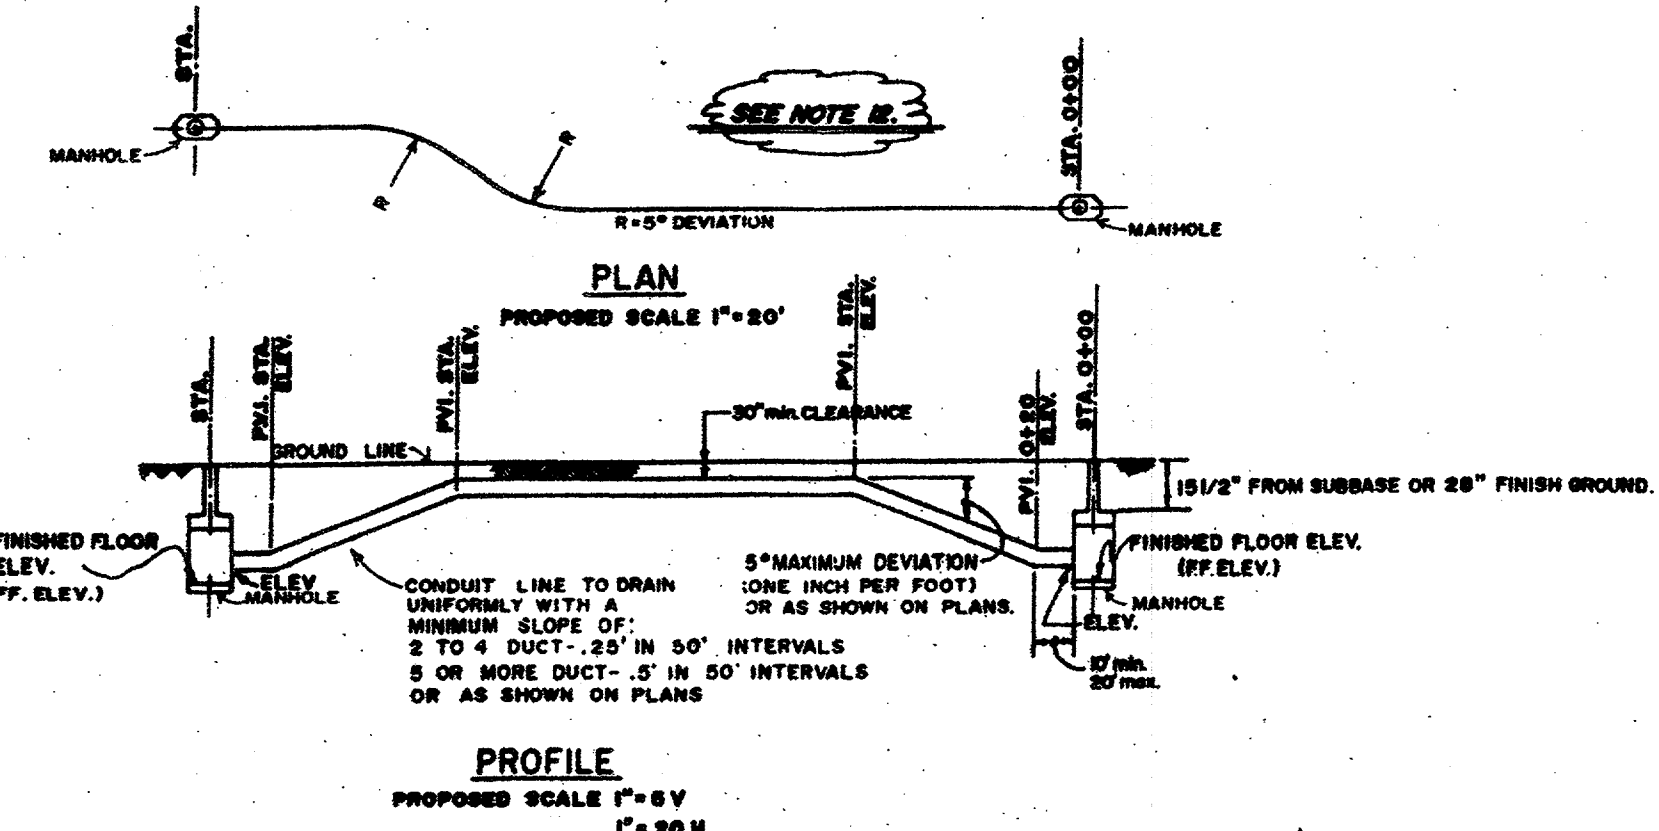 STA.
MANHOLE
R
R
SEE NOTE 12.
STA. 0+00
R=5° DEVIATION
MANHOLE
PLAN
PROPOSED SCALE 1"=20'
STA.
P.V.I. STA.
ELEV.
PVI. STA.
ELEV.
PVI. STA.
ELEV.
PVI. 0+20
ELEV.
STA. 0+00
30" min. CLEARANCE
GROUND LINE
15 1/2" FROM SUBBASE OR 28" FINISH GROUND.
FINISHED FLOOR
ELEV.
(F.F. ELEV.)
ELEV
MANHOLE
CONDUIT LINE TO DRAIN
UNIFORMLY WITH A
MINIMUM SLOPE OF:
2 TO 4 DUCT-.25' IN 50' INTERVALS
5 OR MORE DUCT- .5' IN 50' INTERVALS
OR AS SHOWN ON PLANS
5° MAXIMUM DEVIATION
(ONE INCH PER FOOT)
OR AS SHOWN ON PLANS.
FINISHED FLOOR ELEV.
(F.F. ELEV.)
MANHOLE
ELEV.
10' min.
20' max.
PROFILE
PROPOSED SCALE 1"=5 V
1"=20 H